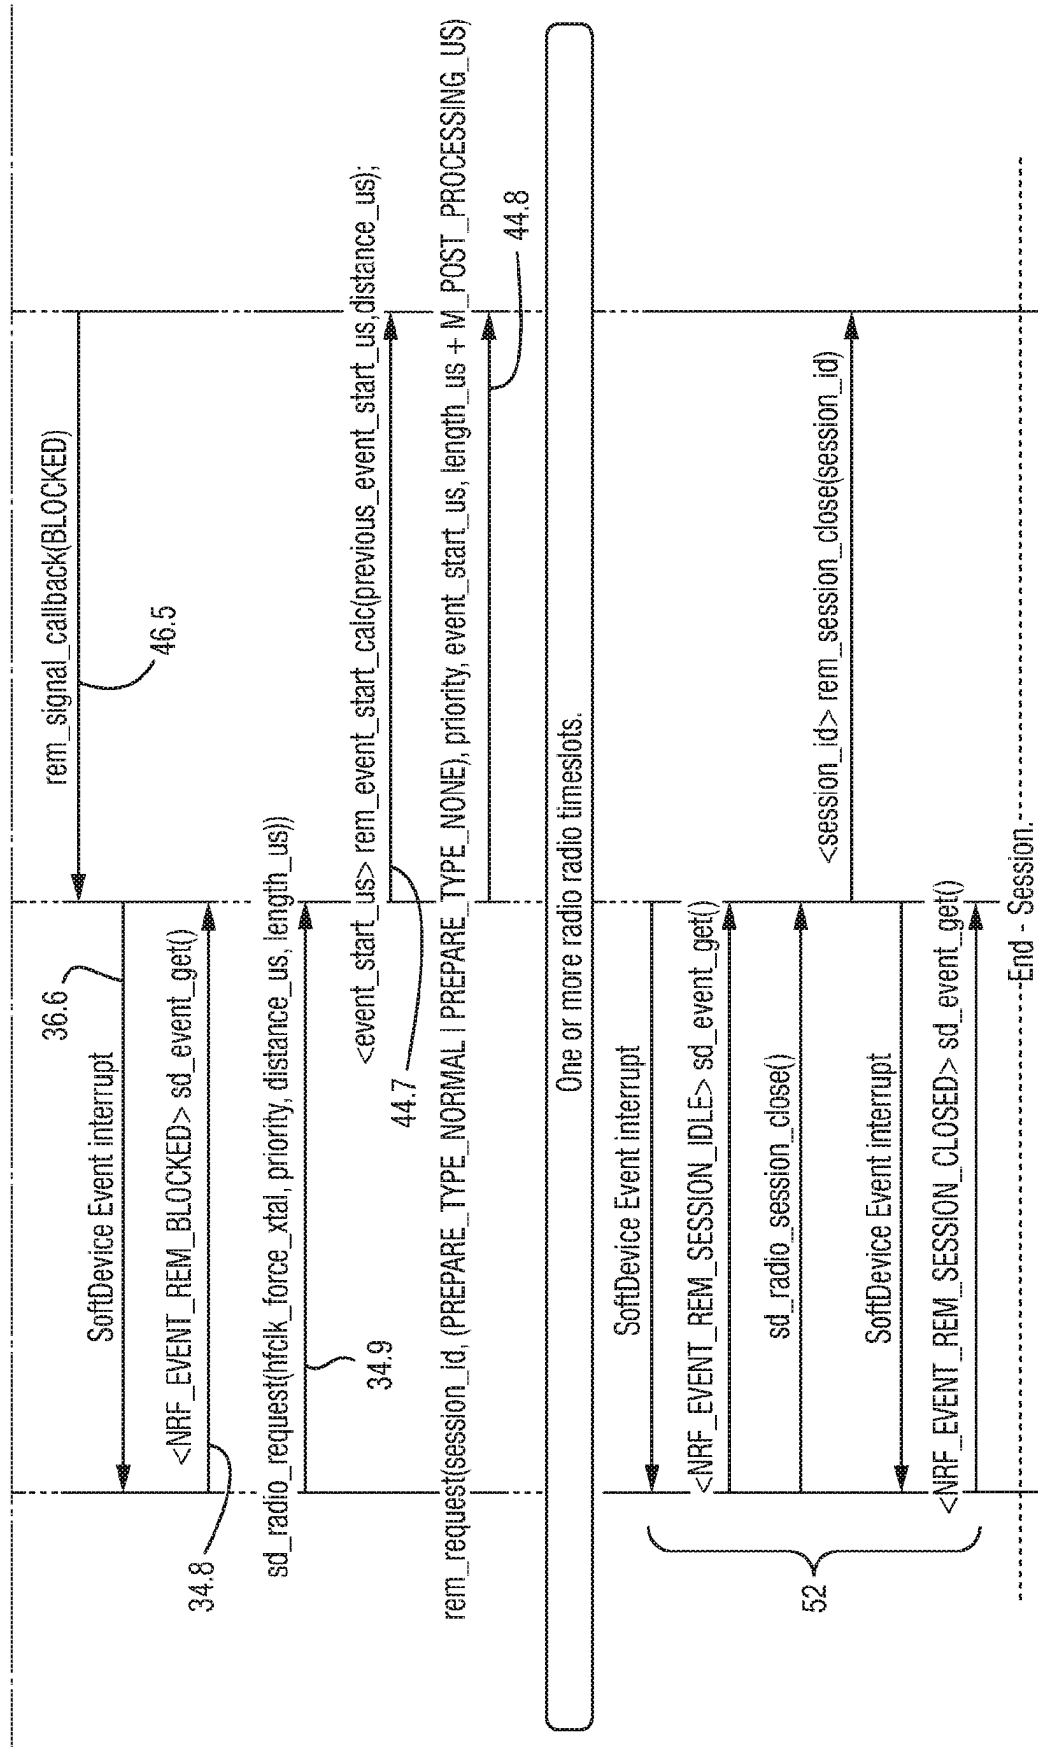 rem_signal_callback(BLOCKED)
46.5
36.6
SoftDevice Event interrupt
<NRF_EVENT_REM_BLOCKED> sd_event_get()
34.8
sd_radio_request(hfclk_force_xtal, priority, distance_us, length_us))
34.9
<event_start_us> rem_event_start_calc(previous_event_start_us,distance_us);
44.7
rem_request(session_id, (PREPARE_TYPE_NORMAL | PREPARE_TYPE_NONE), priority, event_start_us, length_us + M_POST_PROCESSING_US)
44.8
One or more radio radio timeslots.
SoftDevice Event interrupt
<NRF_EVENT_REM_SESSION_IDLE> sd_event_get()
sd_radio_session_close()
<session_id> rem_session_close(session_id)
SoftDevice Event interrupt
<NRF_EVENT_REM_SESSION_CLOSED> sd_event_get()
52
End - Session.